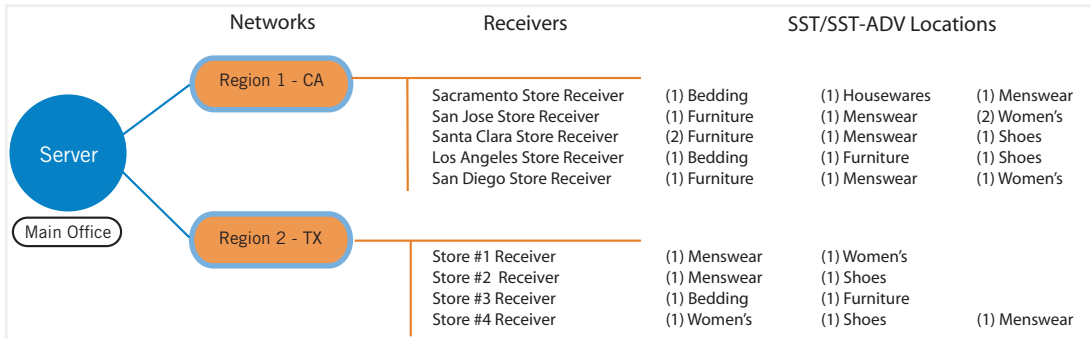 Networks Receivers SST/SST-ADV Locations
Region 1 - CA
Sacramento Store Receiver (1) Bedding (1) Housewares (1) Menswear
San Jose Store Receiver (1) Furniture (1) Menswear (2) Women's
Santa Clara Store Receiver (2) Furniture (1) Menswear (1) Shoes
Los Angeles Store Receiver (1) Bedding (1) Furniture (1) Shoes
San Diego Store Receiver (1) Furniture (1) Menswear (1) Women's
Server
Main Office
Region 2 - TX
Store #1 Receiver (1) Menswear (1) Women's
Store #2 Receiver (1) Menswear (1) Shoes
Store #3 Receiver (1) Bedding (1) Furniture
Store #4 Receiver (1) Women's (1) Shoes (1) Menswear